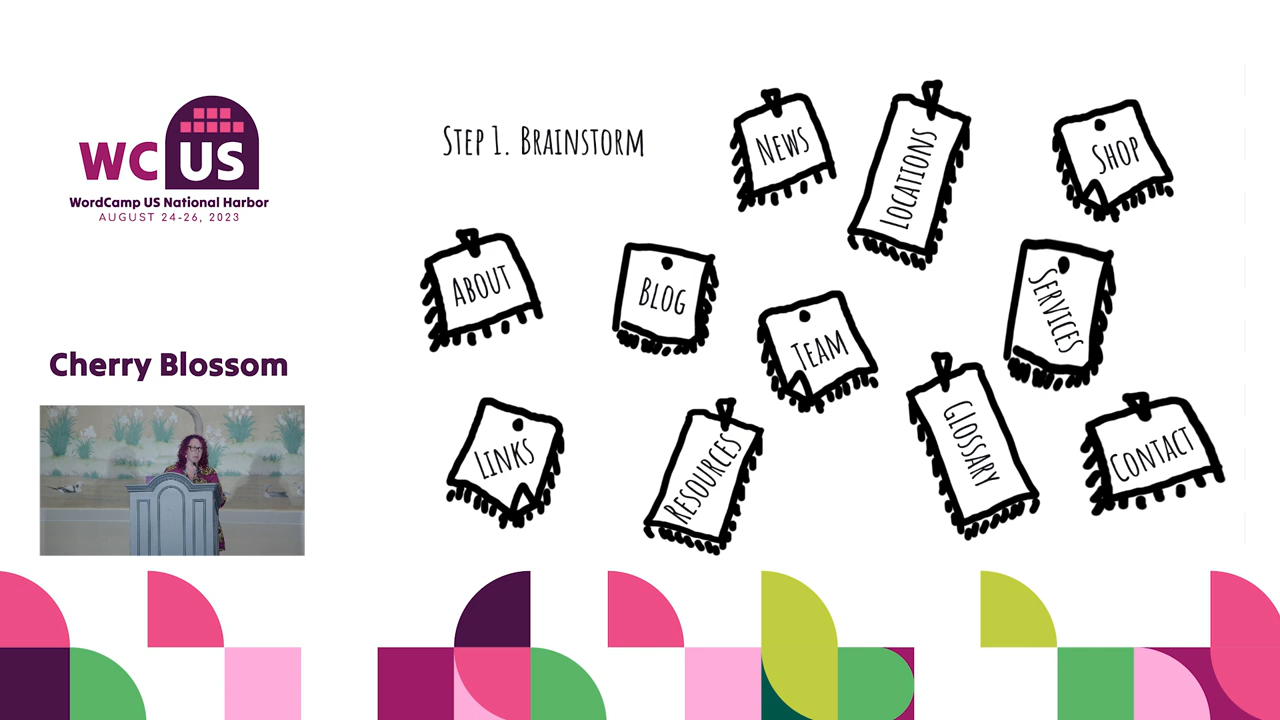 WC US
WordCamp US National Harbor
AUGUST 24-26, 2023
Cherry Blossom
STEP 1. BRAINSTORM
NEWS
LOCATIONS
SHOP
ABOUT
BLOG
TEAM
SERVICES
LINKS
RESOURCES
GLOSSARY
CONTACT